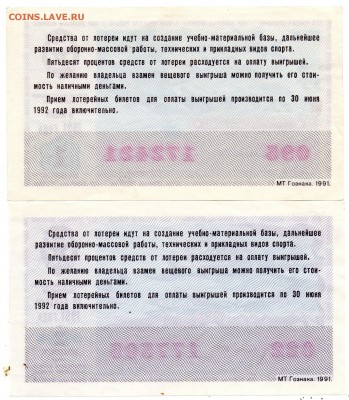 COINS.LAVE.RU
Средства от лотереи идут на создание учебно-материальной базы, дальнейшее
развитие оборонно-массовой работы, технических и прикладных видов спорта.
Пятьдесят процентов средств от лотереи расходуется на оплату выигрышей.
По желанию владельца взамен вещевого выигрыша можно получить его стои-
мость наличными деньгами.
Прием лотерейных билетов для оплаты выигрышей производится по 30 июня
1992 года включительно.
МТ Гознака. 1991.
Средства от лотереи идут на создание учебно-материальной базы, дальнейшее
развитие оборонно-массовой работы, технических и прикладных видов спорта.
Пятьдесят процентов средств от лотереи расходуется на оплату выигрышей.
По желанию владельца взамен вещевого выигрыша можно получить его стои-
мость наличными деньгами.
Прием лотерейных билетов для оплаты выигрышей производится по 30 июня
1992 года включительно.
МТ Гознака. 1991.